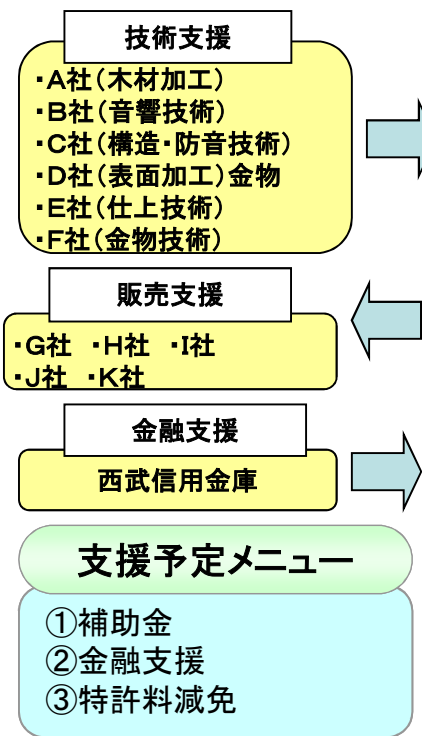 技術支援
・A社(木材加工)
・B社(音響技術)
・C社(構造・防音技術)
・D社(表面加工)金物
・E社(仕上技術)
・F社(金物技術)
販売支援
・G社 ・H社 ・I社
・J社 ・K社
金融支援
西武信用金庫
支援予定メニュー
①補助金
②金融支援
③特許料減免